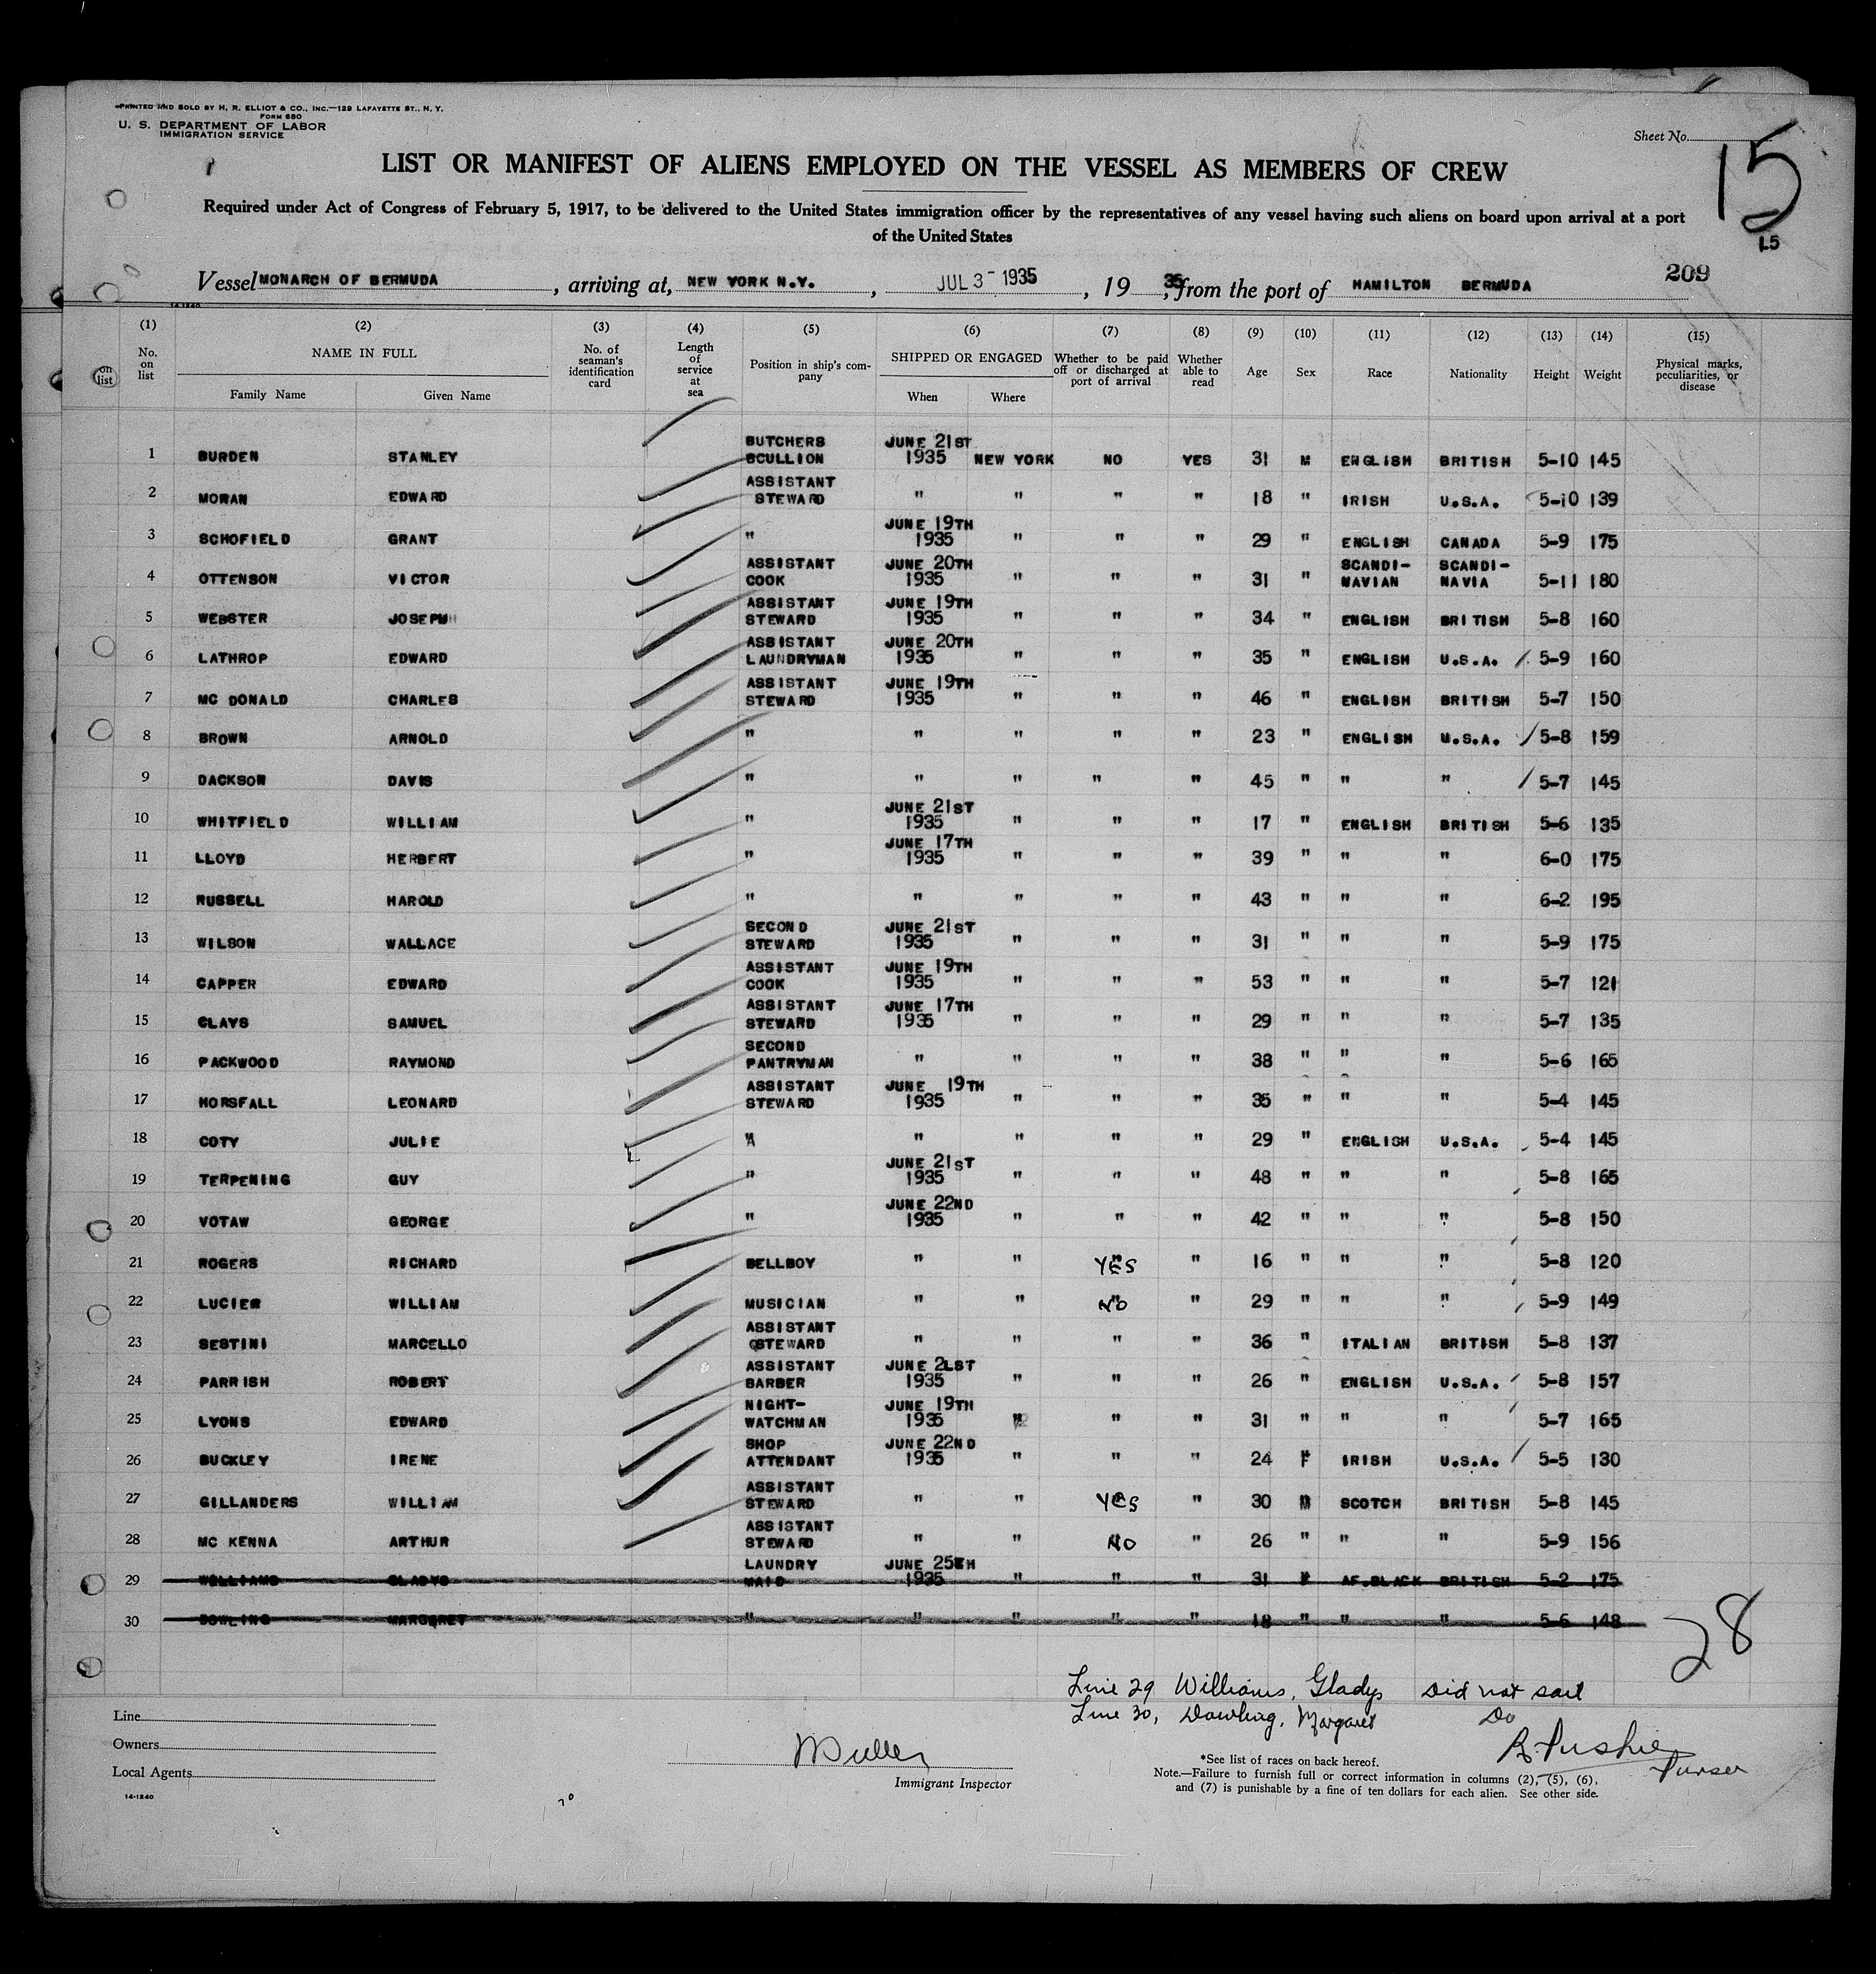 PRINTED AND SOLD BY H. R. ELLIOT & CO., INC.—129 LAFAYETTE ST., N. Y.
FORM 680
U. S. DEPARTMENT OF LABOR
IMMIGRATION SERVICE
Sheet No.
15
LIST OR MANIFEST OF ALIENS EMPLOYED ON THE VESSEL AS MEMBERS OF CREW
Required under Act of Congress of February 5, 1917, to be delivered to the United States immigration officer by the representatives of any vessel having such aliens on board upon arrival at a port
of the United States
15
209
Vessel MONARCH OF BERMUDA, arriving at, NEW YORK N.Y., JUL 3 - 1935, 19 35, from the port of HAMILTON BERMUDA
14-1240
(1) (2) (3) (4) (5) (6) (7) (8) (9) (10) (11) (12) (13) (14) (15)
on list
No. on list
NAME IN FULL
Family Name Given Name
No. of seaman's identification card
Length of service at sea
Position in ship's company
SHIPPED OR ENGAGED
When Where
Whether to be paid off or discharged at port of arrival
Whether able to read
Age
Sex
Race
Nationality
Height
Weight
Physical marks, peculiarities, or disease
1 BURDEN STANLEY BUTCHERS SCULLION JUNE 21ST 1935 NEW YORK NO YES 31 M ENGLISH BRITISH 5-10 145
2 MORAN EDWARD ASSISTANT STEWARD " " " " 18 " IRISH U.S.A. 5-10 139
3 SCHOFIELD GRANT " JUNE 19TH 1935 " " " 29 " ENGLISH CANADA 5-9 175
4 OTTENSON VICTOR ASSISTANT COOK JUNE 20TH 1935 " " " 31 " SCANDI-NAVIAN SCANDI-NAVIA 5-11 180
5 WEBSTER JOSEPH ASSISTANT STEWARD JUNE 19TH 1935 " " " 34 " ENGLISH BRITISH 5-8 160
6 LATHROP EDWARD ASSISTANT LAUNDRYMAN JUNE 20TH 1935 " " " 35 " ENGLISH U.S.A. 5-9 160
7 MC DONALD CHARLES ASSISTANT STEWARD JUNE 19TH 1935 " " " 46 " ENGLISH BRITISH 5-7 150
8 BROWN ARNOLD " " " " " 23 " ENGLISH U.S.A. 5-8 159
9 DACKSON DAVIS " " " " " 45 " " " 5-7 145
10 WHITFIELD WILLIAM " JUNE 21ST 1935 " " " 17 " ENGLISH BRITISH 5-6 135
11 LLOYD HERBERT " JUNE 17TH 1935 " " " 39 " " " 6-0 175
12 RUSSELL HAROLD " " " " " 43 " " " 6-2 195
13 WILSON WALLACE SECOND STEWARD JUNE 21ST 1935 " " " 31 " " " 5-9 175
14 CAPPER EDWARD ASSISTANT COOK JUNE 19TH 1935 " " " 53 " " " 5-7 121
15 CLAYS SAMUEL ASSISTANT STEWARD JUNE 17TH 1935 " " " 29 " " " 5-7 135
16 PACKWOOD RAYMOND SECOND PANTRYMAN " " " " 38 " " " 5-6 165
17 HORSFALL LEONARD ASSISTANT STEWARD JUNE 19TH 1935 " " " 35 " " " 5-4 145
18 COTY JULIE " " " " " 29 " ENGLISH U.S.A. 5-4 145
19 TERPENING GUY " JUNE 21ST 1935 " " " 48 " " " 5-8 165
20 VOTAW GEORGE " JUNE 22ND 1935 " " " 42 " " " 5-8 150
21 ROGERS RICHARD BELLBOY " " YES " 16 " " " 5-8 120
22 LUCIER WILLIAM MUSICIAN " " NO " 29 " " " 5-9 149
23 SESTINI MARCELLO ASSISTANT STEWARD " " " " 36 " ITALIAN BRITISH 5-8 137
24 PARRISH ROBERT ASSISTANT BARBER JUNE 21ST 1935 " " " 26 " ENGLISH U.S.A. 5-8 157
25 LYONS EDWARD NIGHT-WATCHMAN JUNE 19TH 1935 " " " 31 " " " 5-7 165
26 BUCKLEY IRENE SHOP ATTENDANT JUNE 22ND 1935 " " " 24 F IRISH U.S.A. 5-5 130
27 GILLANDERS WILLIAM ASSISTANT STEWARD " " YES " 30 M SCOTCH BRITISH 5-8 145
28 MC KENNA ARTHUR ASSISTANT STEWARD " " NO " 26 " " " 5-9 156
29 WILLIAMS GLADYS LAUNDRY MAID JUNE 25TH 1935 " " " 31 F AF.BLACK BRITISH 5-2 175
30 DOWLING MARGARET " " " " " 18 " " " 5-6 148
28
Line 29 Williams, Gladys Did not sail
Line 30, Dowling, Margaret Do
Line
Owners
Local Agents
14-1240
Immigrant Inspector
Purser
*See list of races on back hereof.
Note.—Failure to furnish full or correct information in columns (2), (5), (6),
and (7) is punishable by a fine of ten dollars for each alien. See other side.